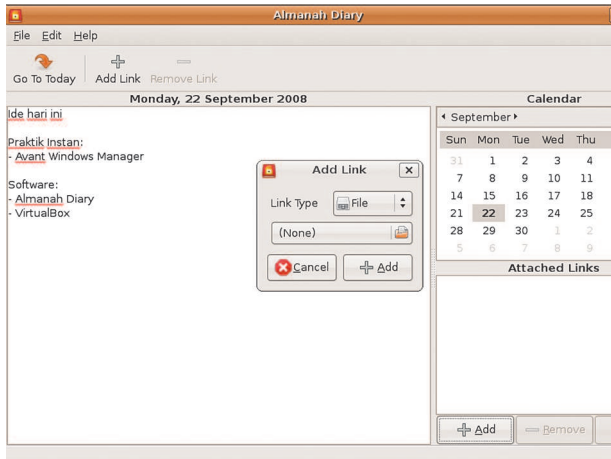 Almanah Diary
File Edit Help
Go To Today Add Link Remove Link
Monday, 22 September 2008
Ide hari ini
Praktik Instan:
- Avant Windows Manager
Software:
- Almanah Diary
- VirtualBox
Add Link
Link Type File
(None)
Cancel Add
Calendar
September
Sun Mon Tue Wed Thu
31 1 2 3 4
7 8 9 10 11
14 15 16 17 18
21 22 23 24 25
28 29 30 1 2
5 6 7 8 9
Attached Links
Add Remove